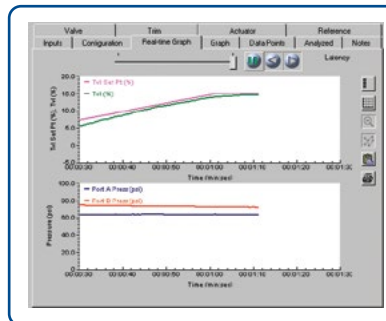 Valve Trim Actuator Reference
Inputs Configuration Real-time Graph Graph Data Points Analyzed Notes
Latency
Tvl Set Pt (%)
Tvl (%)
Tvl Set Pt (%), Tvl (%)
20.0
15.0
10.0
5.0
0
-5.0
00:00:30 00:00:40 00:00:50 00:01:00 00:01:10 00:01:20 00:01:30
Time (min:sec)
Port A Press (psi)
Port B Press (psi)
Pressure (psi)
100.0
80.0
60.0
40.0
20.0
0.0
00:00:30 00:00:40 00:00:50 00:01:00 00:01:10 00:01:20 00:01:30
Time (min:sec)